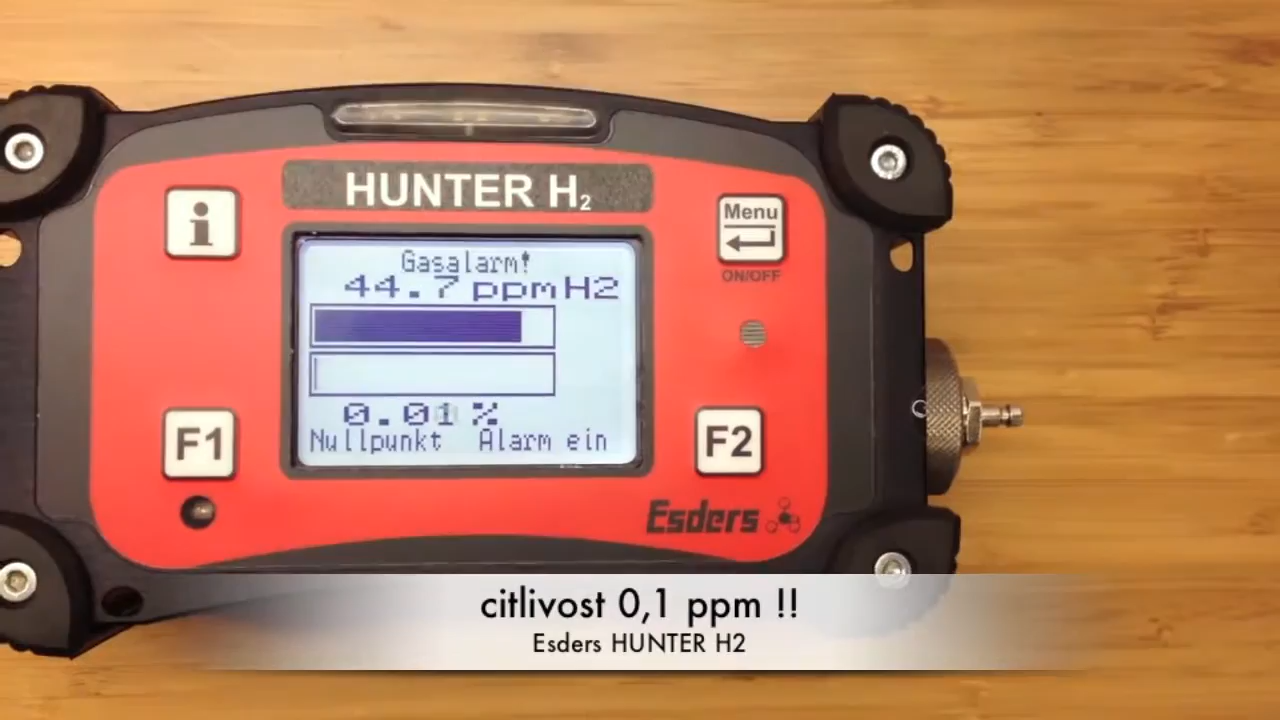 HUNTER H₂
i
Menu
ON/OFF
Gasalarm!
44.7 ppm H2
0.01 %
Nullpunkt Alarm ein
F1
F2
Esders
citlivost 0,1 ppm !!
Esders HUNTER H2